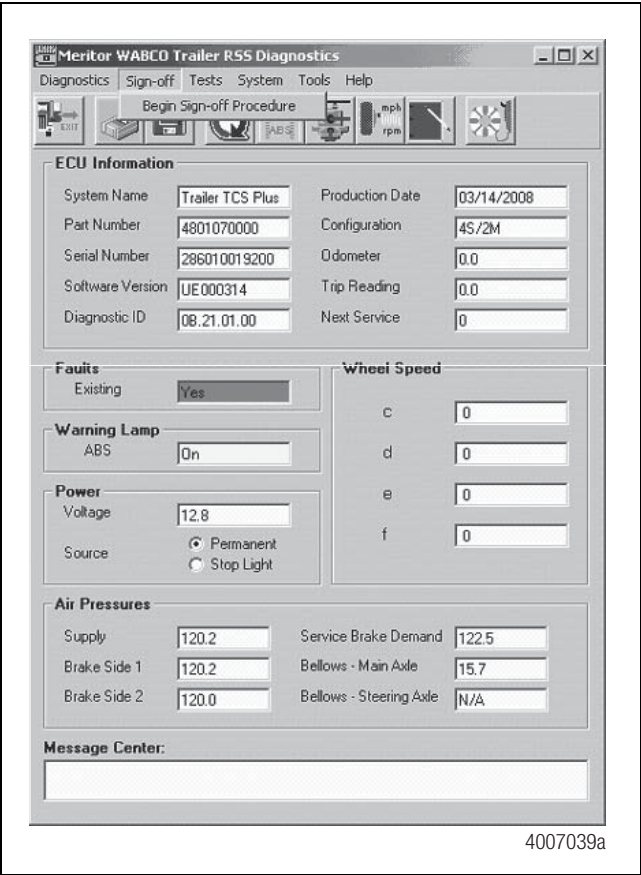 Meritor WABCO Trailer RSS Diagnostics
Diagnostics Sign-off Tests System Tools Help
Begin Sign-off Procedure
EXIT ABS mph
rpm
ECU Information
System Name Trailer TCS Plus Production Date 03/14/2008
Part Number 4801070000 Configuration 4S/2M
Serial Number 286010019200 Odometer 0.0
Software Version UE000314 Trip Reading 0.0
Diagnostic ID 0B.21.01.00 Next Service 0
Faults Wheel Speed
Existing Yes
c 0
Warning Lamp
ABS On d 0
Power e 0
Voltage 12.8
f 0
Source Permanent
Stop Light
Air Pressures
Supply 120.2 Service Brake Demand 122.5
Brake Side 1 120.2 Bellows - Main Axle 15.7
Brake Side 2 120.0 Bellows - Steering Axle N/A
Message Center:
4007039a